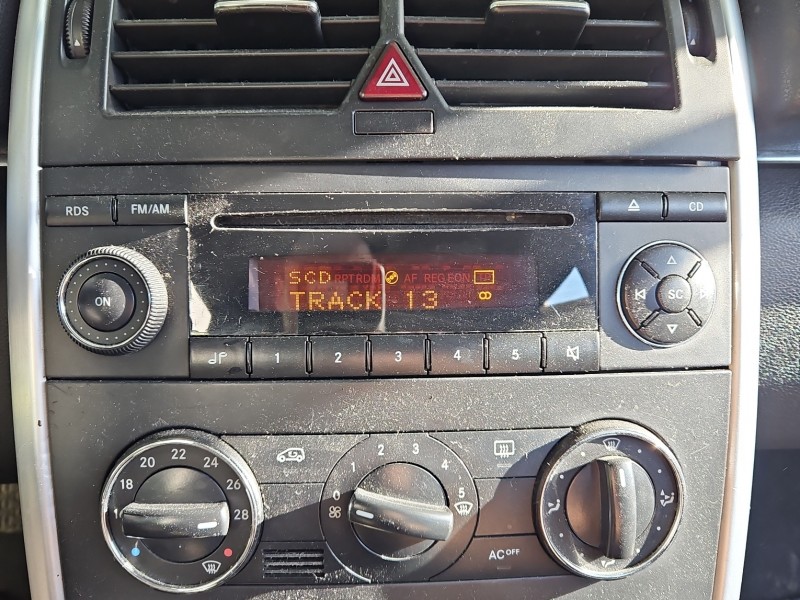 RDS FM/AM CD
SCD RPT RDM AF REG EON TP
TRACK 13
ON SC
1 2 3 4 5
18 20 22 24 26 28
0 1 2 3 4 5
AC OFF